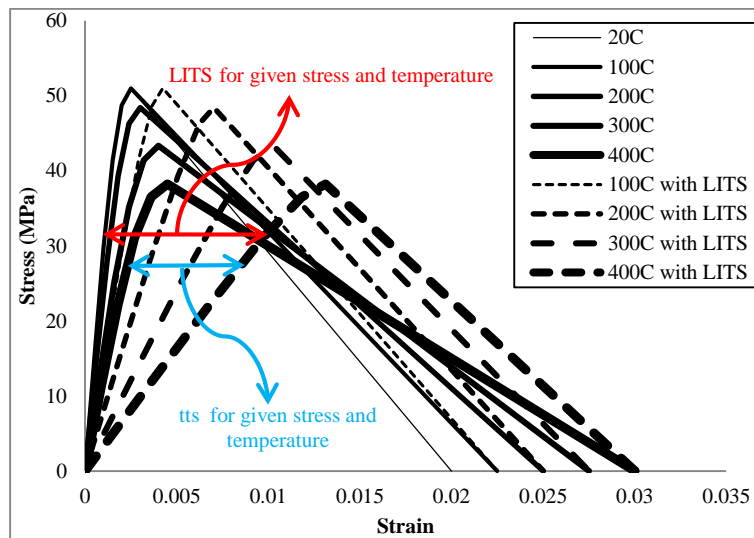 60
50
40
30
20
10
0
Stress (MPa)
LITS for given stress and temperature
tts for given stress and
temperature
0
0.005
0.01
0.015
0.02
0.025
0.03
0.035
Strain
20C
100C
200C
300C
400C
100C with LITS
200C with LITS
300C with LITS
400C with LITS